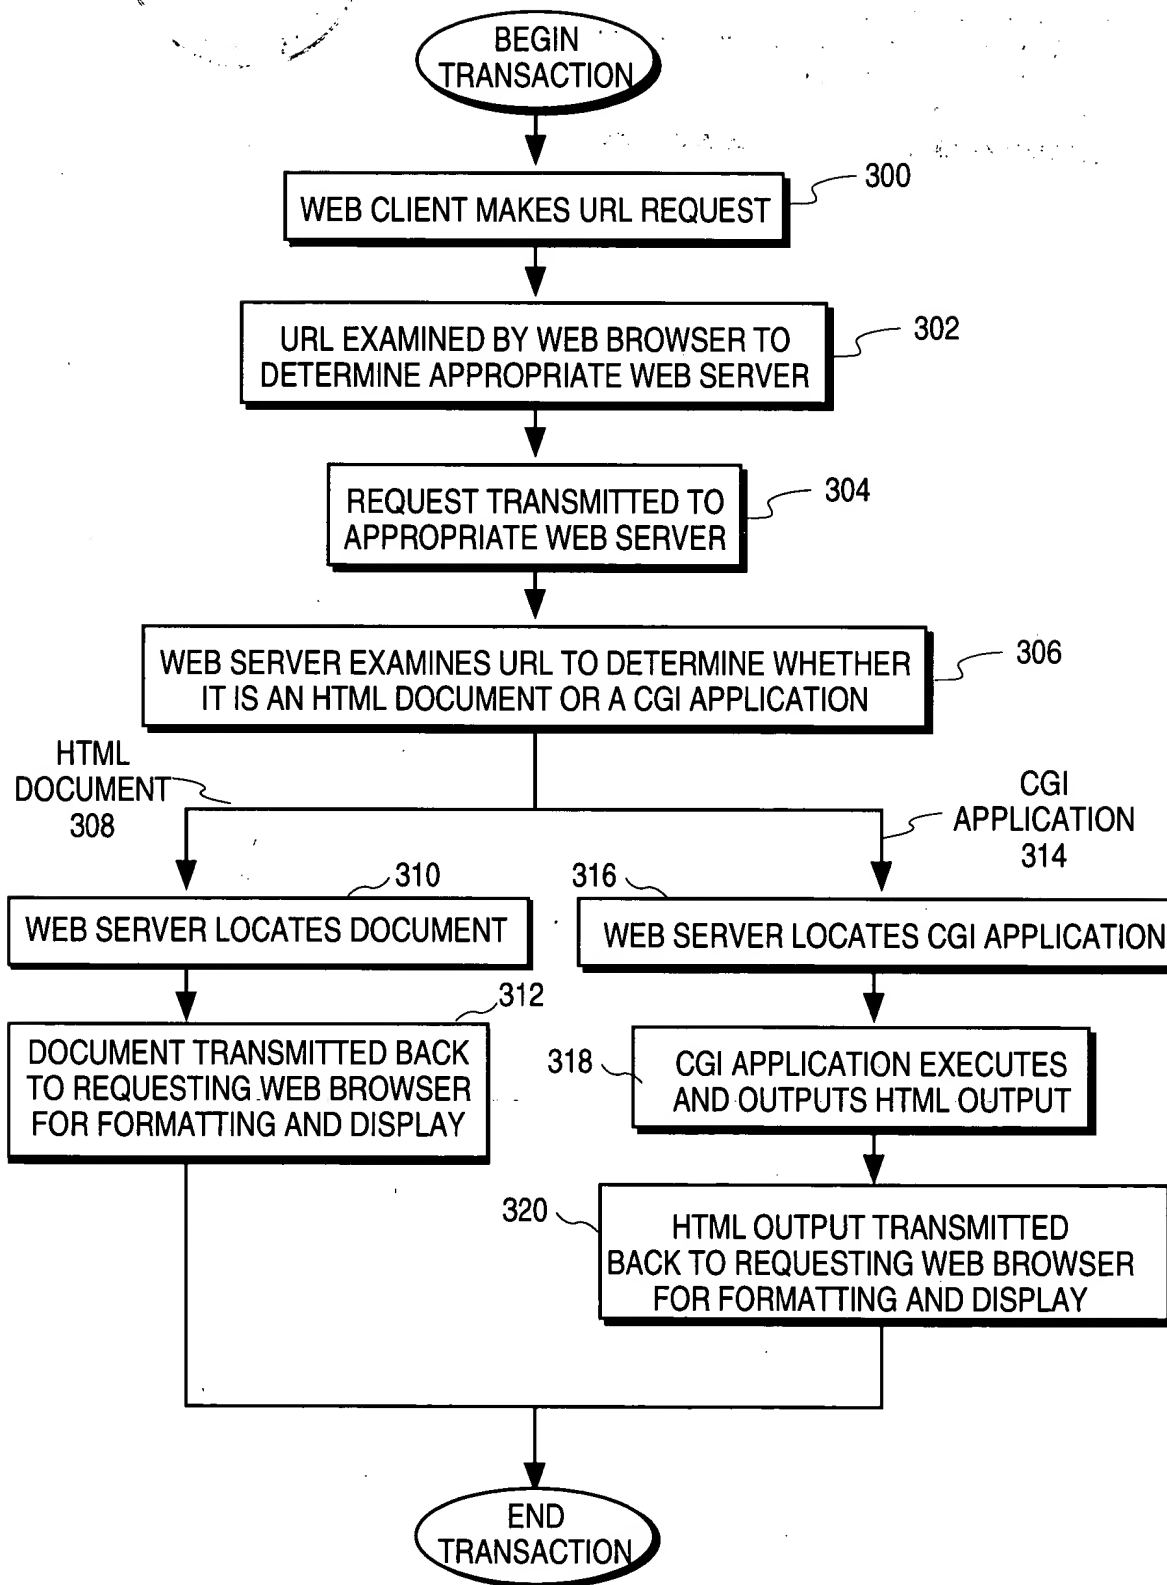 BEGIN
TRANSACTION
300
WEB CLIENT MAKES URL REQUEST
302
URL EXAMINED BY WEB BROWSER TO
DETERMINE APPROPRIATE WEB SERVER
304
REQUEST TRANSMITTED TO
APPROPRIATE WEB SERVER
306
WEB SERVER EXAMINES URL TO DETERMINE WHETHER
IT IS AN HTML DOCUMENT OR A CGI APPLICATION
HTML
DOCUMENT
308
CGI
APPLICATION
314
310
WEB SERVER LOCATES DOCUMENT
312
DOCUMENT TRANSMITTED BACK
TO REQUESTING WEB BROWSER
FOR FORMATTING AND DISPLAY
316
WEB SERVER LOCATES CGI APPLICATION
318
CGI APPLICATION EXECUTES
AND OUTPUTS HTML OUTPUT
320
HTML OUTPUT TRANSMITTED
BACK TO REQUESTING WEB BROWSER
FOR FORMATTING AND DISPLAY
END
TRANSACTION